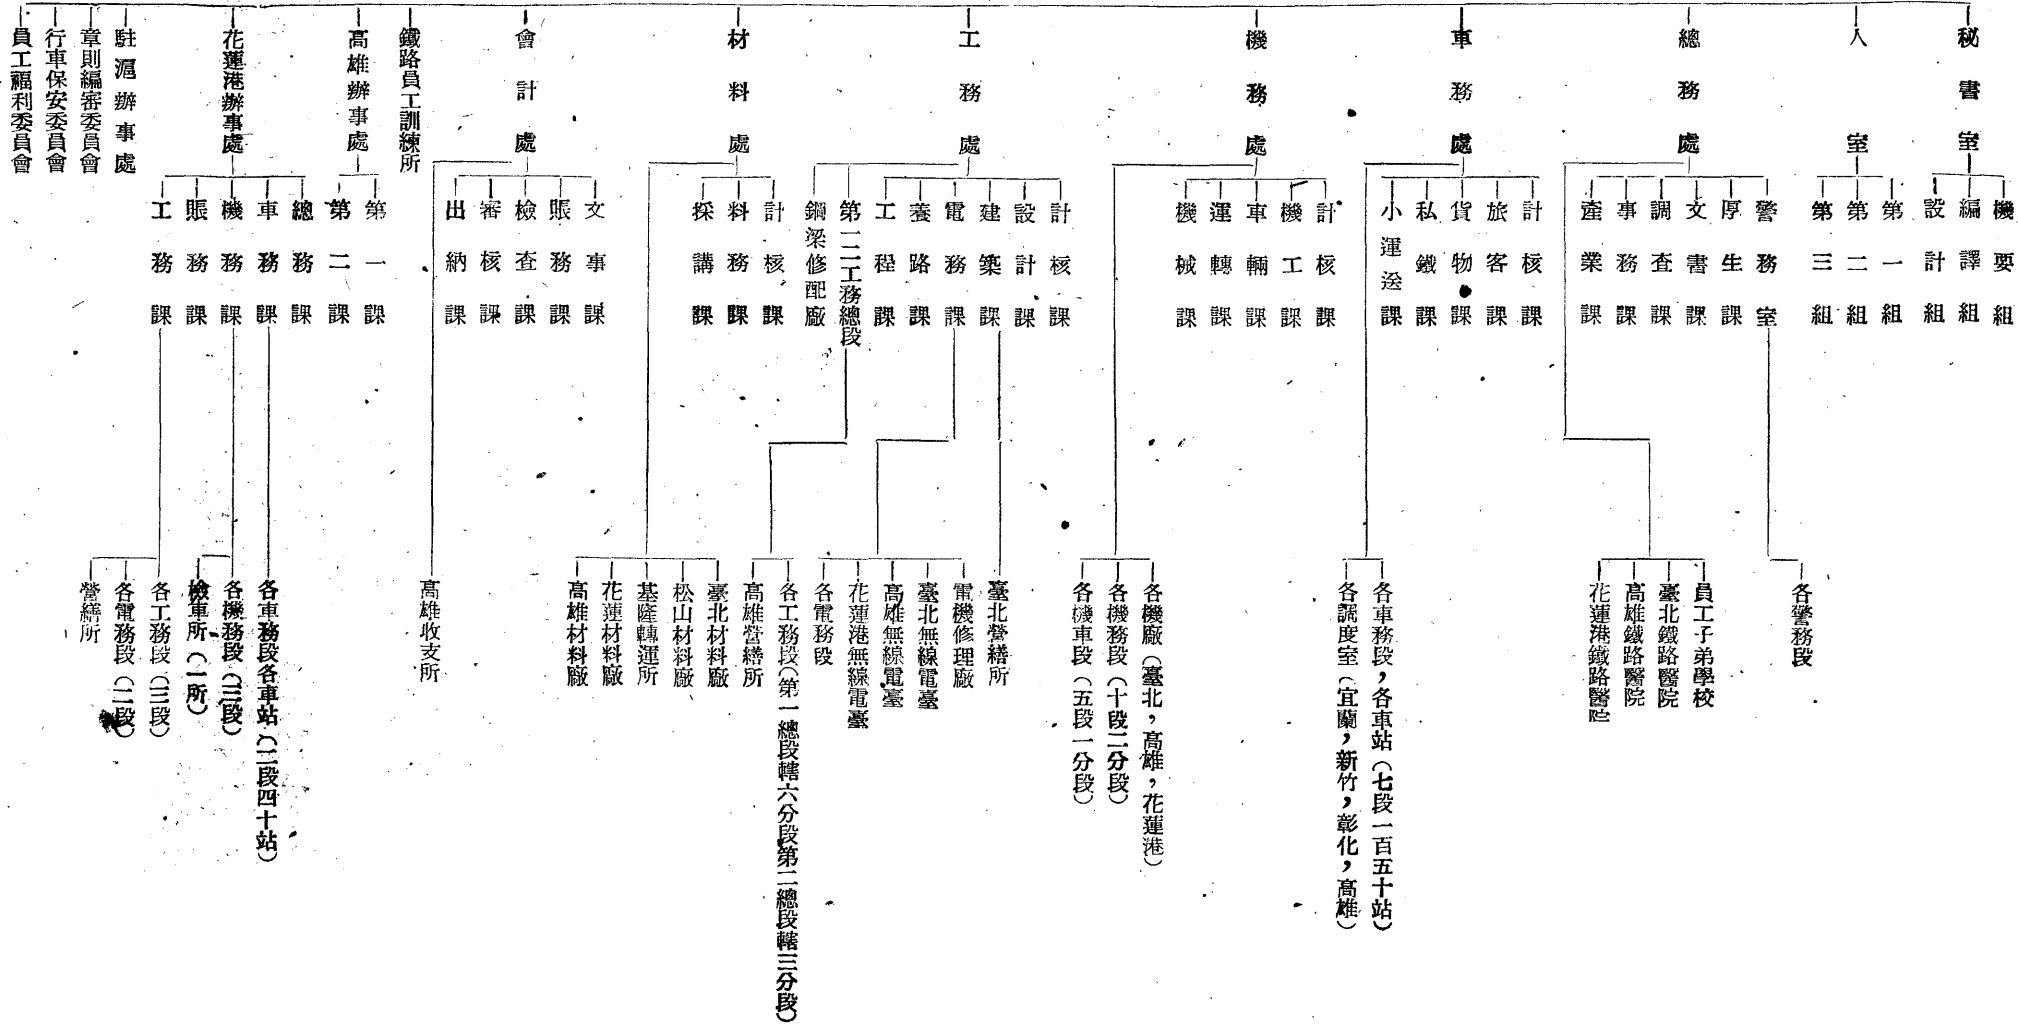 秘書室
機要組
編譯組
設計組
人室
第一組
第二組
第三組
總務處
警務室
厚生課
文書課
調查課
事務課
產業課
各警務段
員工子弟學校
臺北鐵路醫院
高雄鐵路醫院
花蓮港鐵路醫院
車務處
計核課
旅客課
貨物課
私鐵課
小運送課
各車務段，各車站（七段一百五十站）
各調度室（宜蘭，新竹，彰化，高雄）
機務處
計核課
機工課
車輛課
運轉課
機械課
各機廠（臺北，高雄，花蓮港）
各機務段（十段二分段）
各機車段（五段一分段）
工務處
計核課
設計課
建築課
電務課
養路課
工程課
第一二工務總段
鋼梁修配廠
臺北營繕所
電機修理廠
臺北無線電臺
高雄無線電臺
花蓮港無線電臺
各電務段
各工務段（第一總段轄六分段第二總段轄三分段）
高雄營繕所
材料處
計核課
料務課
採講課
臺北材料廠
松山材料廠
基隆轉運所
花蓮材料廠
高雄材料廠
會計處
文事課
賬務課
檢查課
審核課
出納課
高雄收支所
鐵路員工訓練所
高雄辦事處
第一課
第二課
花蓮港辦事處
總務課
車務課
機務課
賬務課
工務課
各車務段各車站（二段四十站）
各機務段（三段）
檢車所（一所）
各工務段（三段）
各電務段（二段）
營繕所
駐滬辦事處
章則編審委員會
行車保安委員會
員工福利委員會